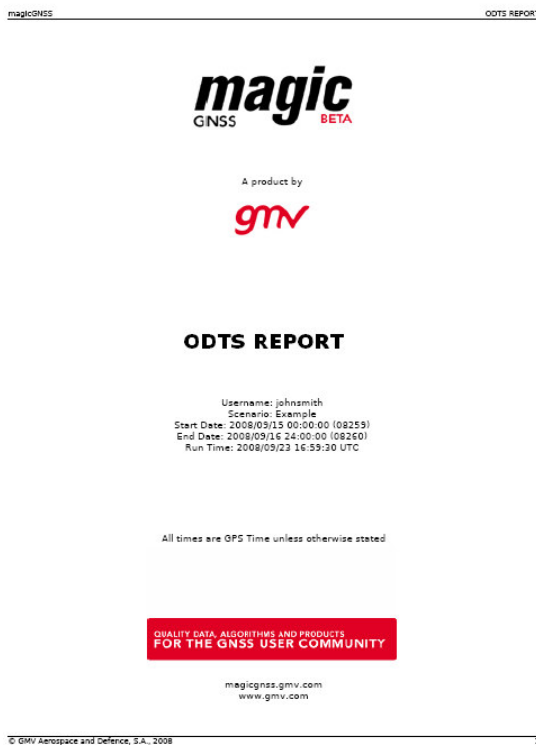 magicGNSS ODTS REPORT
magic
GNSS BETA
A product by
gmv
ODTS REPORT
Username: johnsmith
Scenario: Example
Start Date: 2008/09/15 00:00:00 (08259)
End Date: 2008/09/16 24:00:00 (08260)
Run Time: 2008/09/23 16:59:30 UTC
All times are GPS Time unless otherwise stated
QUALITY DATA, ALGORITHMS AND PRODUCTS
FOR THE GNSS USER COMMUNITY
magicgnss.gmv.com
www.gmv.com
© GMV Aerospace and Defence, S.A., 2008